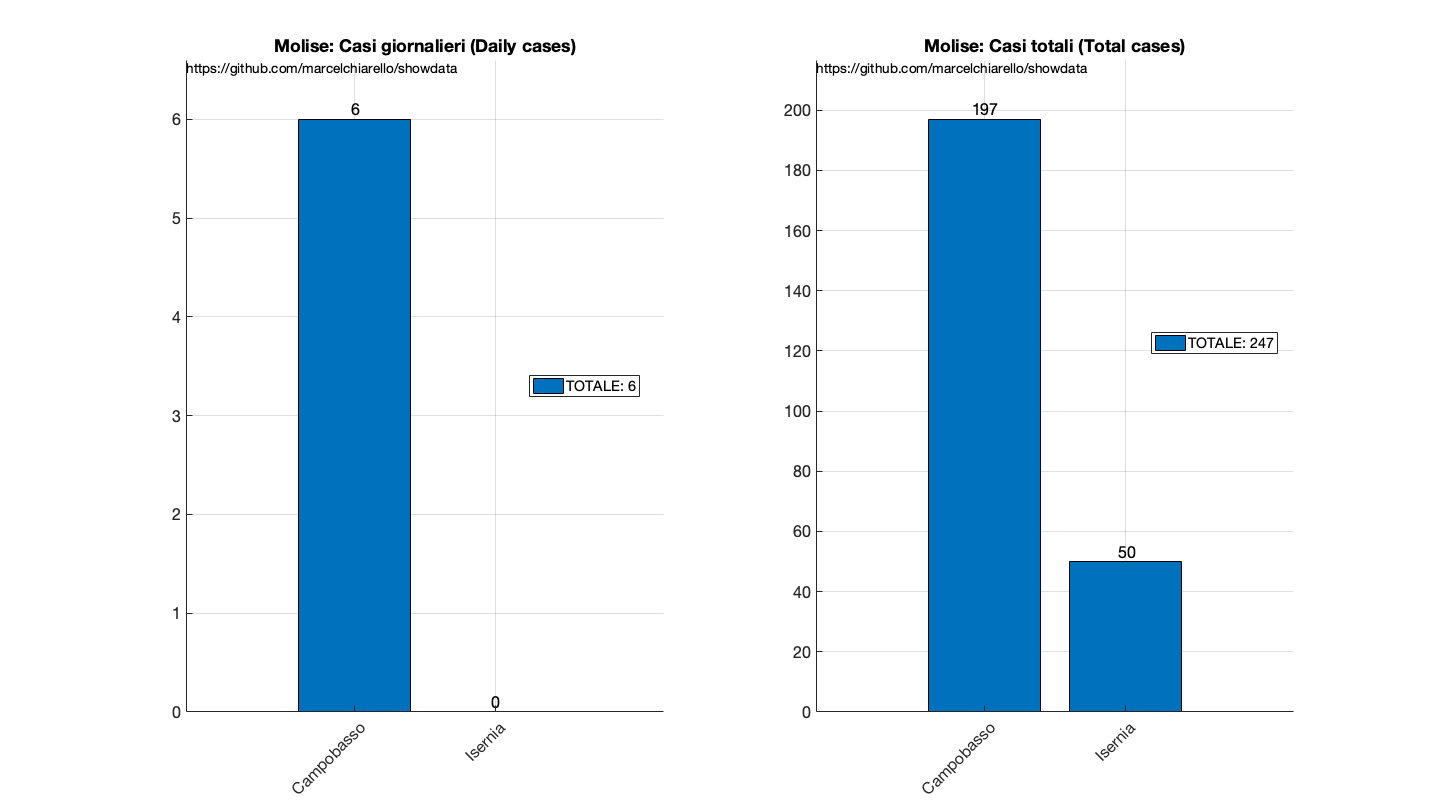 Molise: Casi giornalieri (Daily cases)
https://github.com/marcelchiarello/showdata
6
6
5
4
TOTALE: 6
3
2
1
0
0
Campobasso
Isernia
Molise: Casi totali (Total cases)
https://github.com/marcelchiarello/showdata
200
197
180
160
140
TOTALE: 247
120
100
80
60
50
40
20
0
Campobasso
Isernia